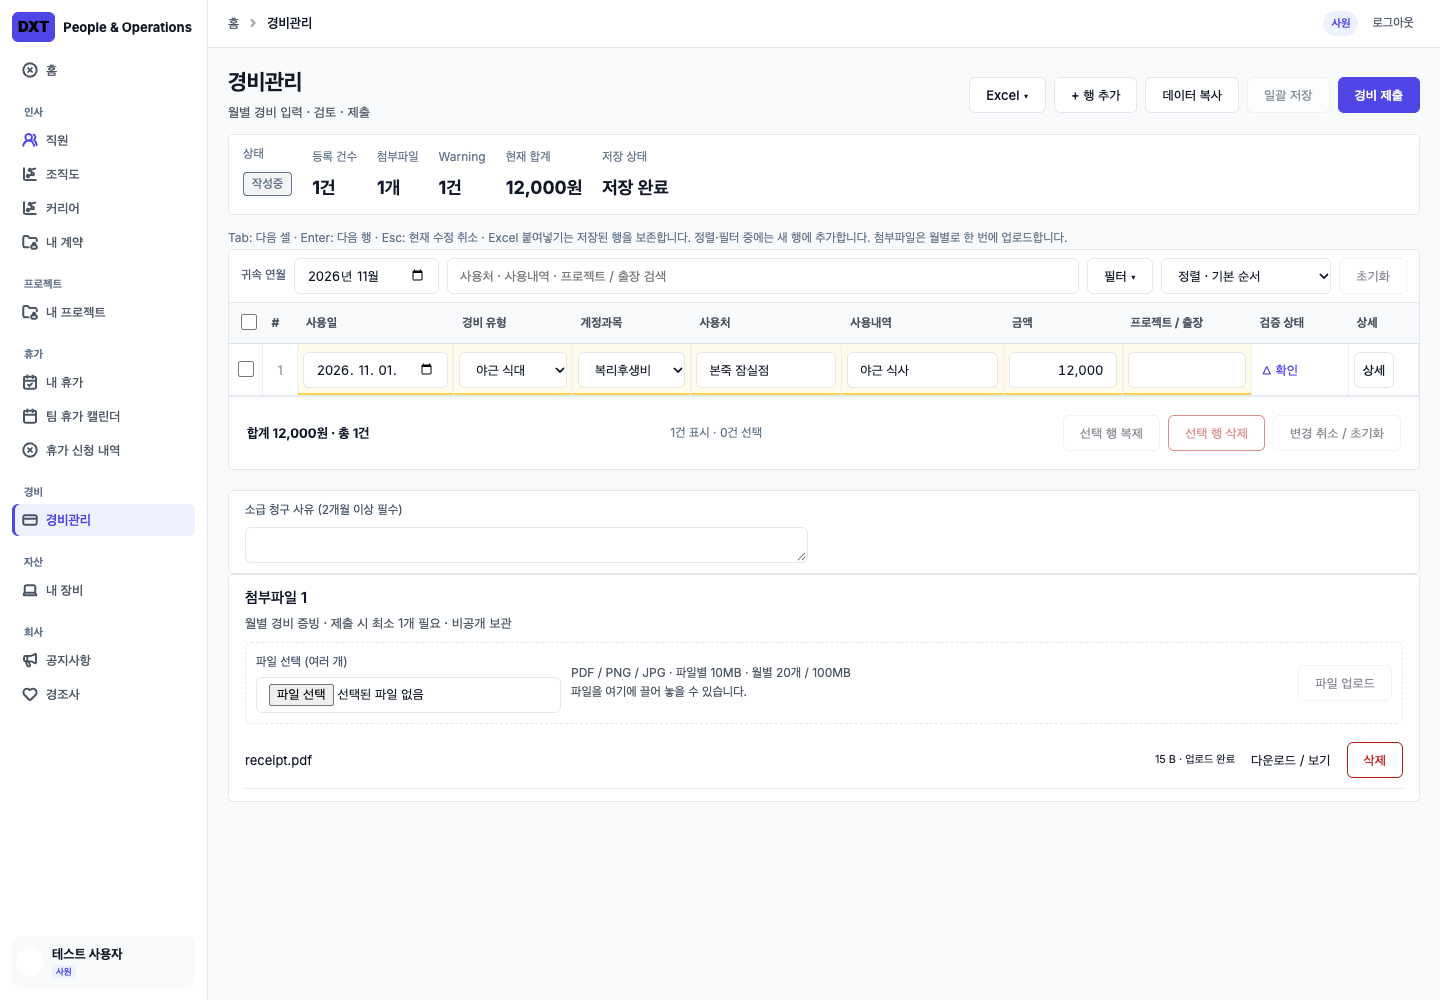 DXT People & Operations
홈
인사
직원
조직도
커리어
내 계약
프로젝트
내 프로젝트
휴가
내 휴가
팀 휴가 캘린더
휴가 신청 내역
경비
경비관리
자산
내 장비
회사
공지사항
경조사
테스트 사용자
사원
홈 > 경비관리
사원 로그아웃
경비관리
월별 경비 입력 · 검토 · 제출
Excel ▾ + 행 추가 데이터 복사 일괄 저장 경비 제출
상태 등록 건수 첨부파일 Warning 현재 합계 저장 상태
작성중 1건 1개 1건 12,000원 저장 완료
Tab: 다음 셀 · Enter: 다음 행 · Esc: 현재 수정 취소 · Excel 붙여넣기는 저장된 행을 보존합니다. 정렬·필터 중에는 새 행에 추가합니다. 첨부파일은 월별로 한 번에 업로드합니다.
귀속 연월 2026년 11월 사용처 · 사용내역 · 프로젝트 / 출장 검색 필터 ▾ 정렬 · 기본 순서 초기화
# 사용일 경비 유형 계정과목 사용처 사용내역 금액 프로젝트 / 출장 검증 상태 상세
1 2026. 11. 01. 야근 식대 복리후생비 본죽 잠실점 야근 식사 12,000 △ 확인 상세
합계 12,000원 · 총 1건 1건 표시 · 0건 선택 선택 행 복제 선택 행 삭제 변경 취소 / 초기화
소급 청구 사유 (2개월 이상 필수)
첨부파일 1
월별 경비 증빙 · 제출 시 최소 1개 필요 · 비공개 보관
파일 선택 (여러 개)
파일 선택 선택된 파일 없음
PDF / PNG / JPG · 파일별 10MB · 월별 20개 / 100MB
파일을 여기에 끌어 놓을 수 있습니다.
파일 업로드
receipt.pdf 15 B · 업로드 완료 다운로드 / 보기 삭제